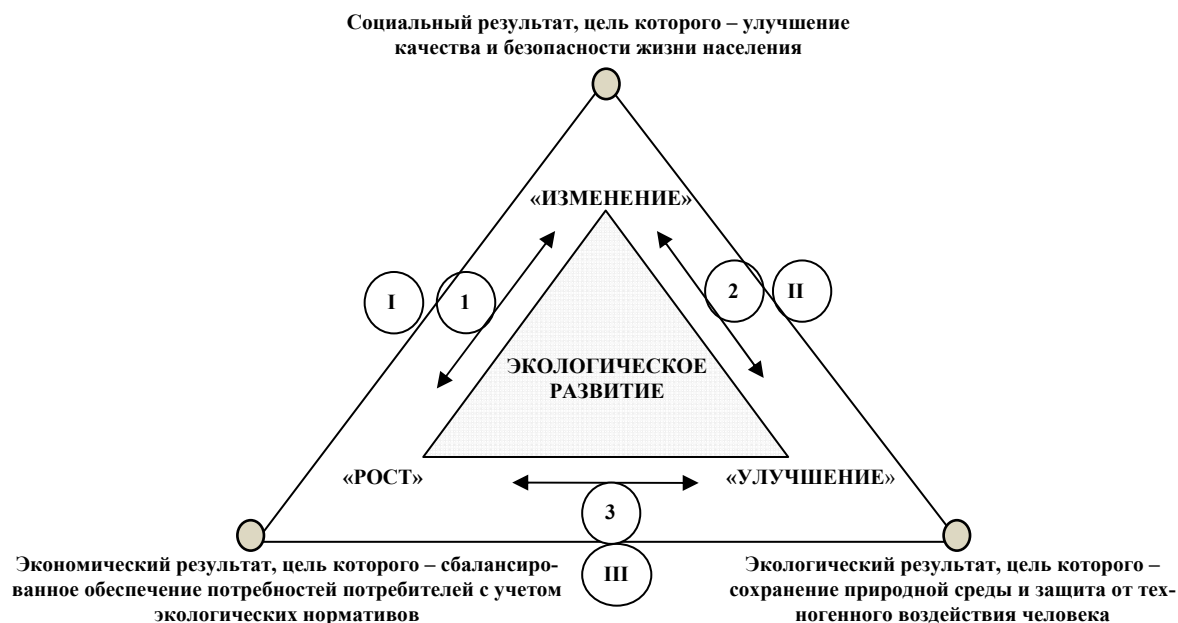 Социальный результат, цель которого – улучшение
качества и безопасности жизни населения
«ИЗМЕНЕНИЕ»
I
1
2
II
ЭКОЛОГИЧЕСКОЕ
РАЗВИТИЕ
«РОСТ»
«УЛУЧШЕНИЕ»
3
Экономический результат, цель которого – сбалансиро-
ванное обеспечение потребностей потребителей с учетом
экологических нормативов
III
Экологический результат, цель которого –
сохранение природной среды и защита от тех-
ногенного воздействия человека